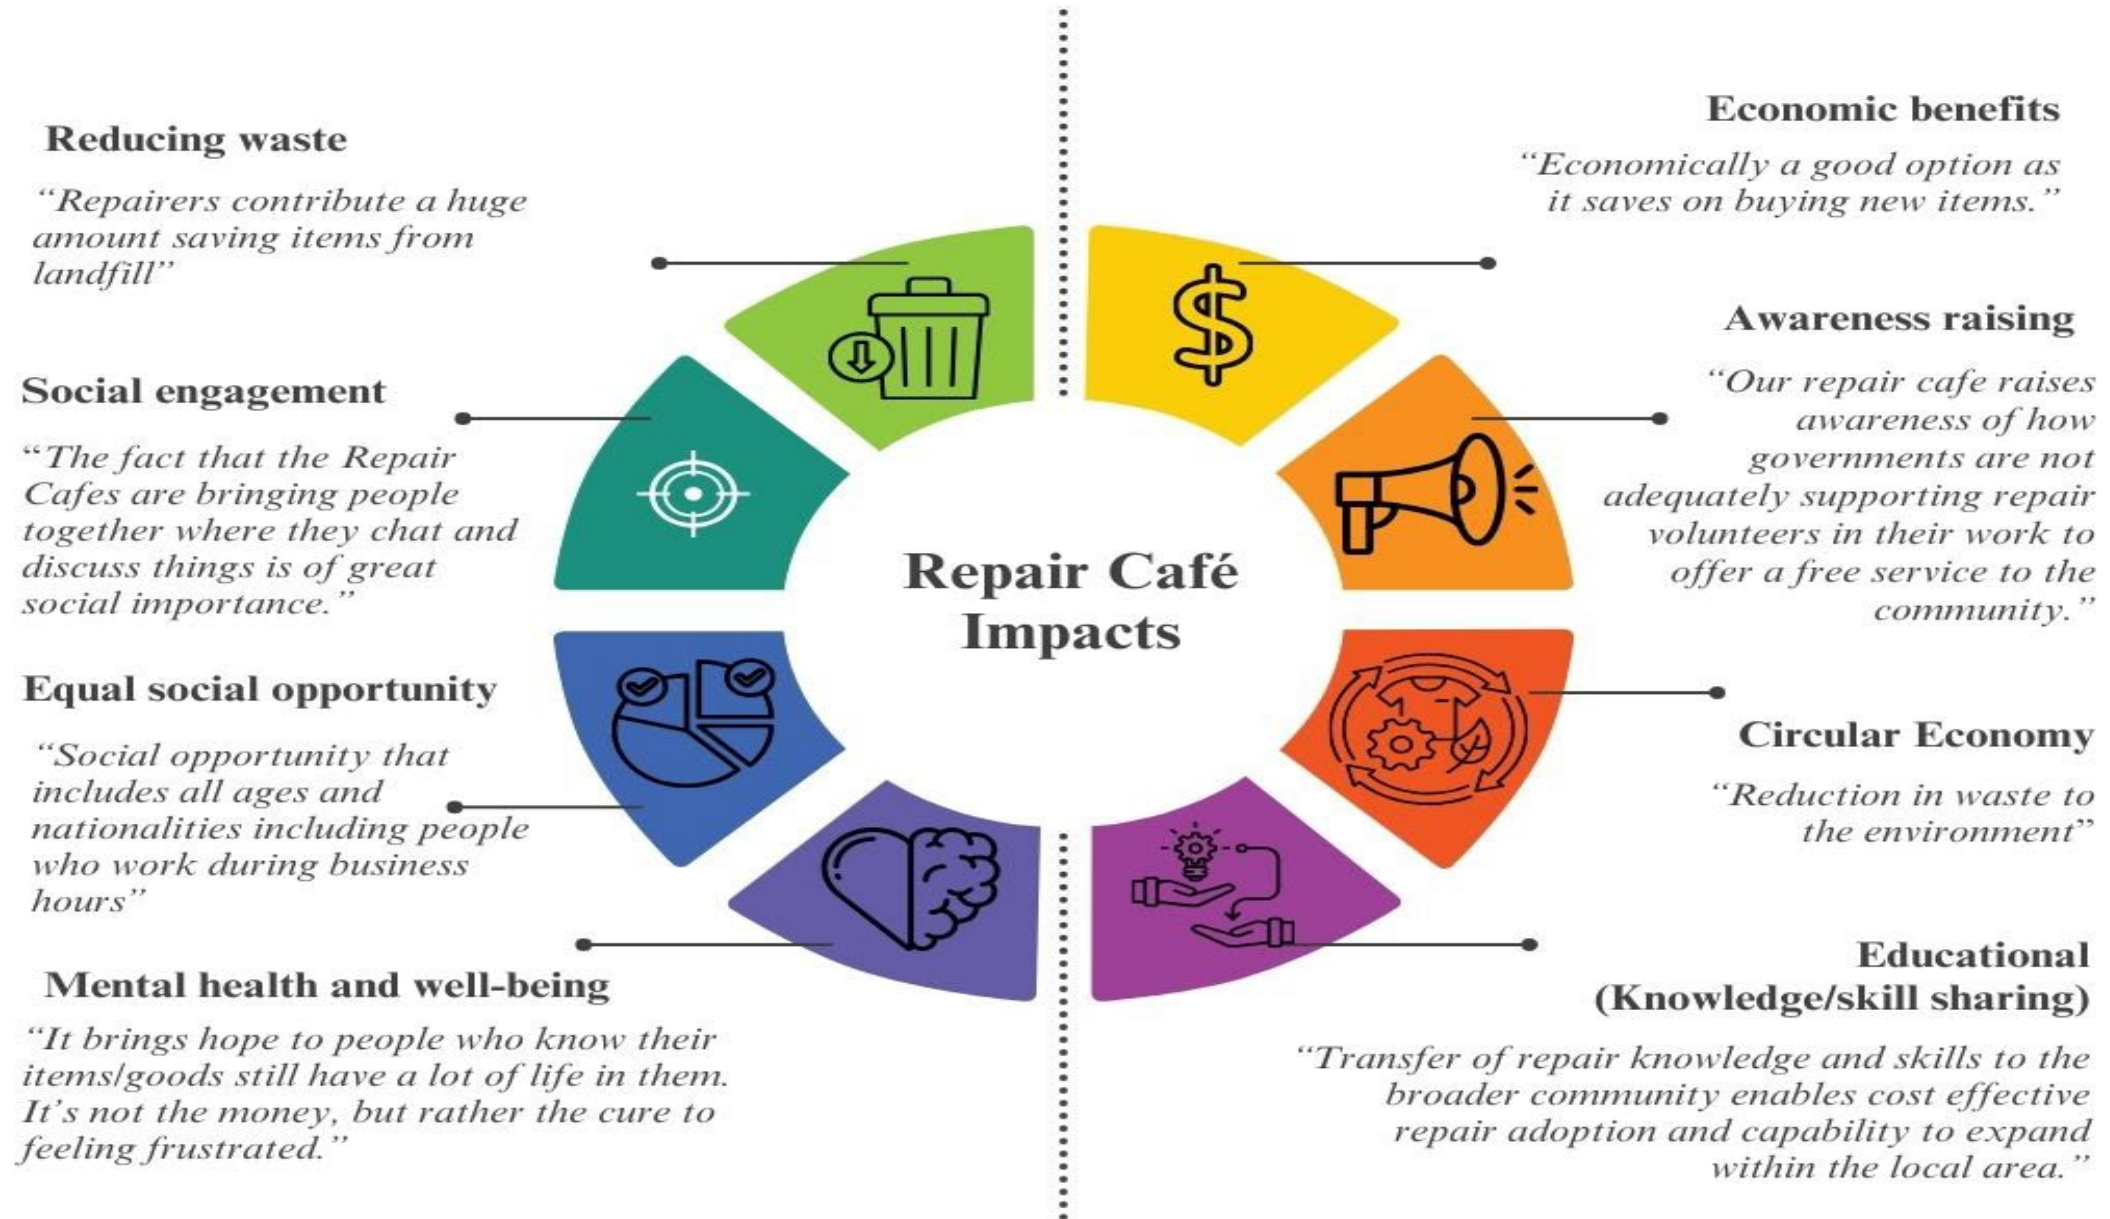 Reducing waste
“Repairers contribute a huge
amount saving items from
landfill”
Social engagement
“The fact that the Repair
Cafes are bringing people
together where they chat and
discuss things is of great
social importance.”
Equal social opportunity
“Social opportunity that
includes all ages and
nationalities including people
who work during business
hours”
Mental health and well-being
“It brings hope to people who know their
items/goods still have a lot of life in them.
It’s not the money, but rather the cure to
feeling frustrated.”
Repair Café
Impacts
Economic benefits
“Economically a good option as
it saves on buying new items.”
Awareness raising
“Our repair cafe raises
awareness of how
governments are not
adequately supporting repair
volunteers in their work to
offer a free service to the
community.”
Circular Economy
“Reduction in waste to
the environment”
Educational
(Knowledge/skill sharing)
“Transfer of repair knowledge and skills to the
broader community enables cost effective
repair adoption and capability to expand
within the local area.”